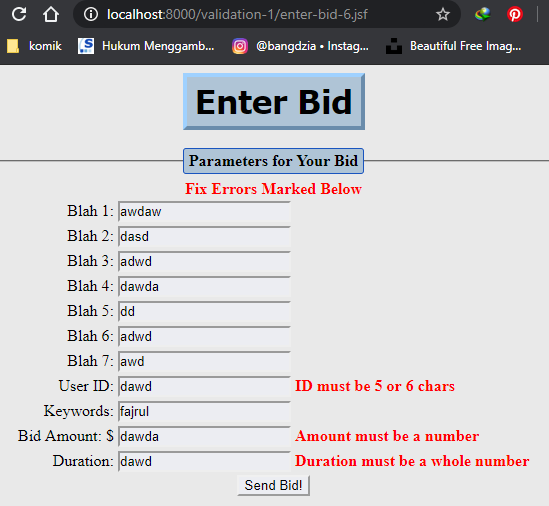 localhost:8000/validation-1/enter-bid-6.jsf
komik Hukum Menggamb... @bangdzia • Instag... Beautiful Free Imag...
Enter Bid
Parameters for Your Bid
Fix Errors Marked Below
Blah 1: awdaw
Blah 2: dasd
Blah 3: adwd
Blah 4: dawda
Blah 5: dd
Blah 6: adwd
Blah 7: awd
User ID: dawd ID must be 5 or 6 chars
Keywords: fajrul
Bid Amount: $ dawda Amount must be a number
Duration: dawd Duration must be a whole number
Send Bid!